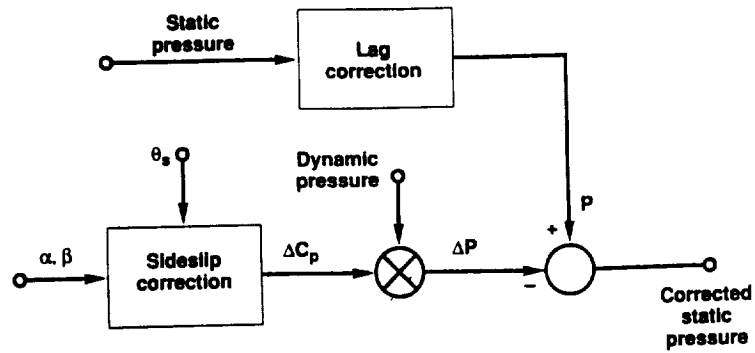 Static
pressure
Lag
correction
θs
Dynamic
pressure
P
+
α, β
Sideslip
correction
ΔCp
ΔP
−
Corrected
static
pressure